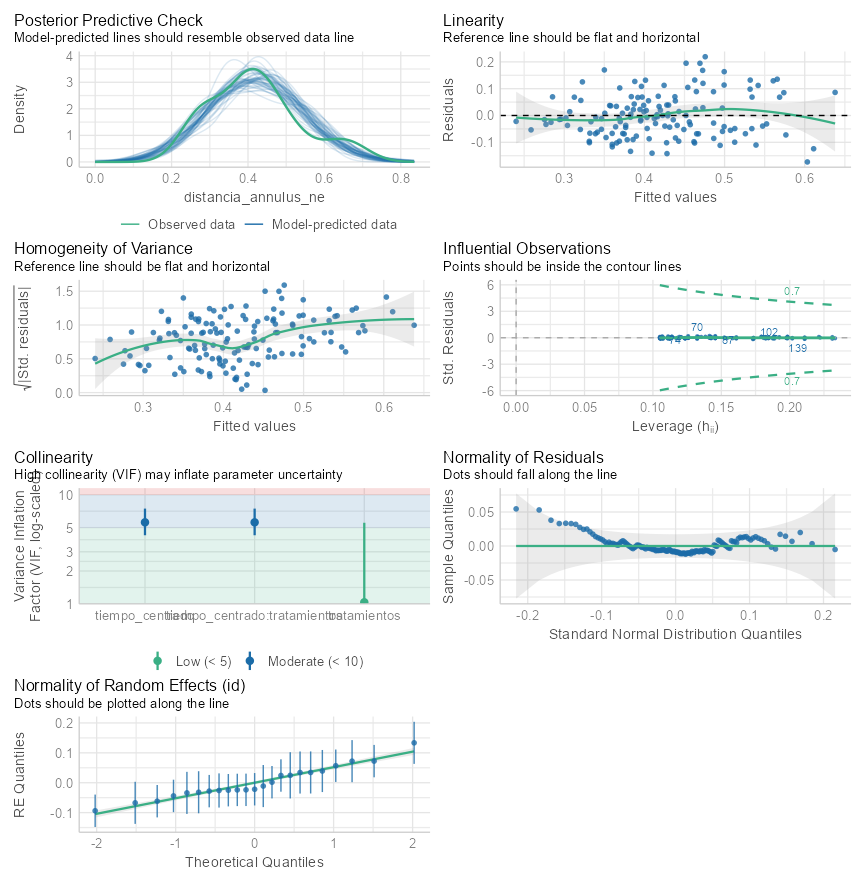 Posterior Predictive Check
Model-predicted lines should resemble observed data line
Density
4
3
2
1
0
0.0 0.2 0.4 0.6 0.8
distancia_annulus_ne
Observed data Model-predicted data
Linearity
Reference line should be flat and horizontal
Residuals
0.2
0.1
0.0
-0.1
0.3 0.4 0.5 0.6
Fitted values
Homogeneity of Variance
Reference line should be flat and horizontal
√|Std. residuals|
1.5
1.0
0.5
0.0
0.3 0.4 0.5 0.6
Fitted values
Influential Observations
Points should be inside the contour lines
Std. Residuals
6
3
0
-3
-6
0.7
70
74
87
102
139
0.7
0.00 0.05 0.10 0.15 0.20
Leverage (hii)
Collinearity
High collinearity (VIF) may inflate parameter uncertainty
Variance Inflation
Factor (VIF, log-scaled)
10
5
3
2
1
tiempo_centrado tiempo_centrado:tratamientos tratamientos
Low (< 5) Moderate (< 10)
Normality of Residuals
Dots should fall along the line
Sample Quantiles
0.05
0.00
-0.05
-0.2 -0.1 0.0 0.1 0.2
Standard Normal Distribution Quantiles
Normality of Random Effects (id)
Dots should be plotted along the line
RE Quantiles
0.2
0.1
0.0
-0.1
-2 -1 0 1 2
Theoretical Quantiles